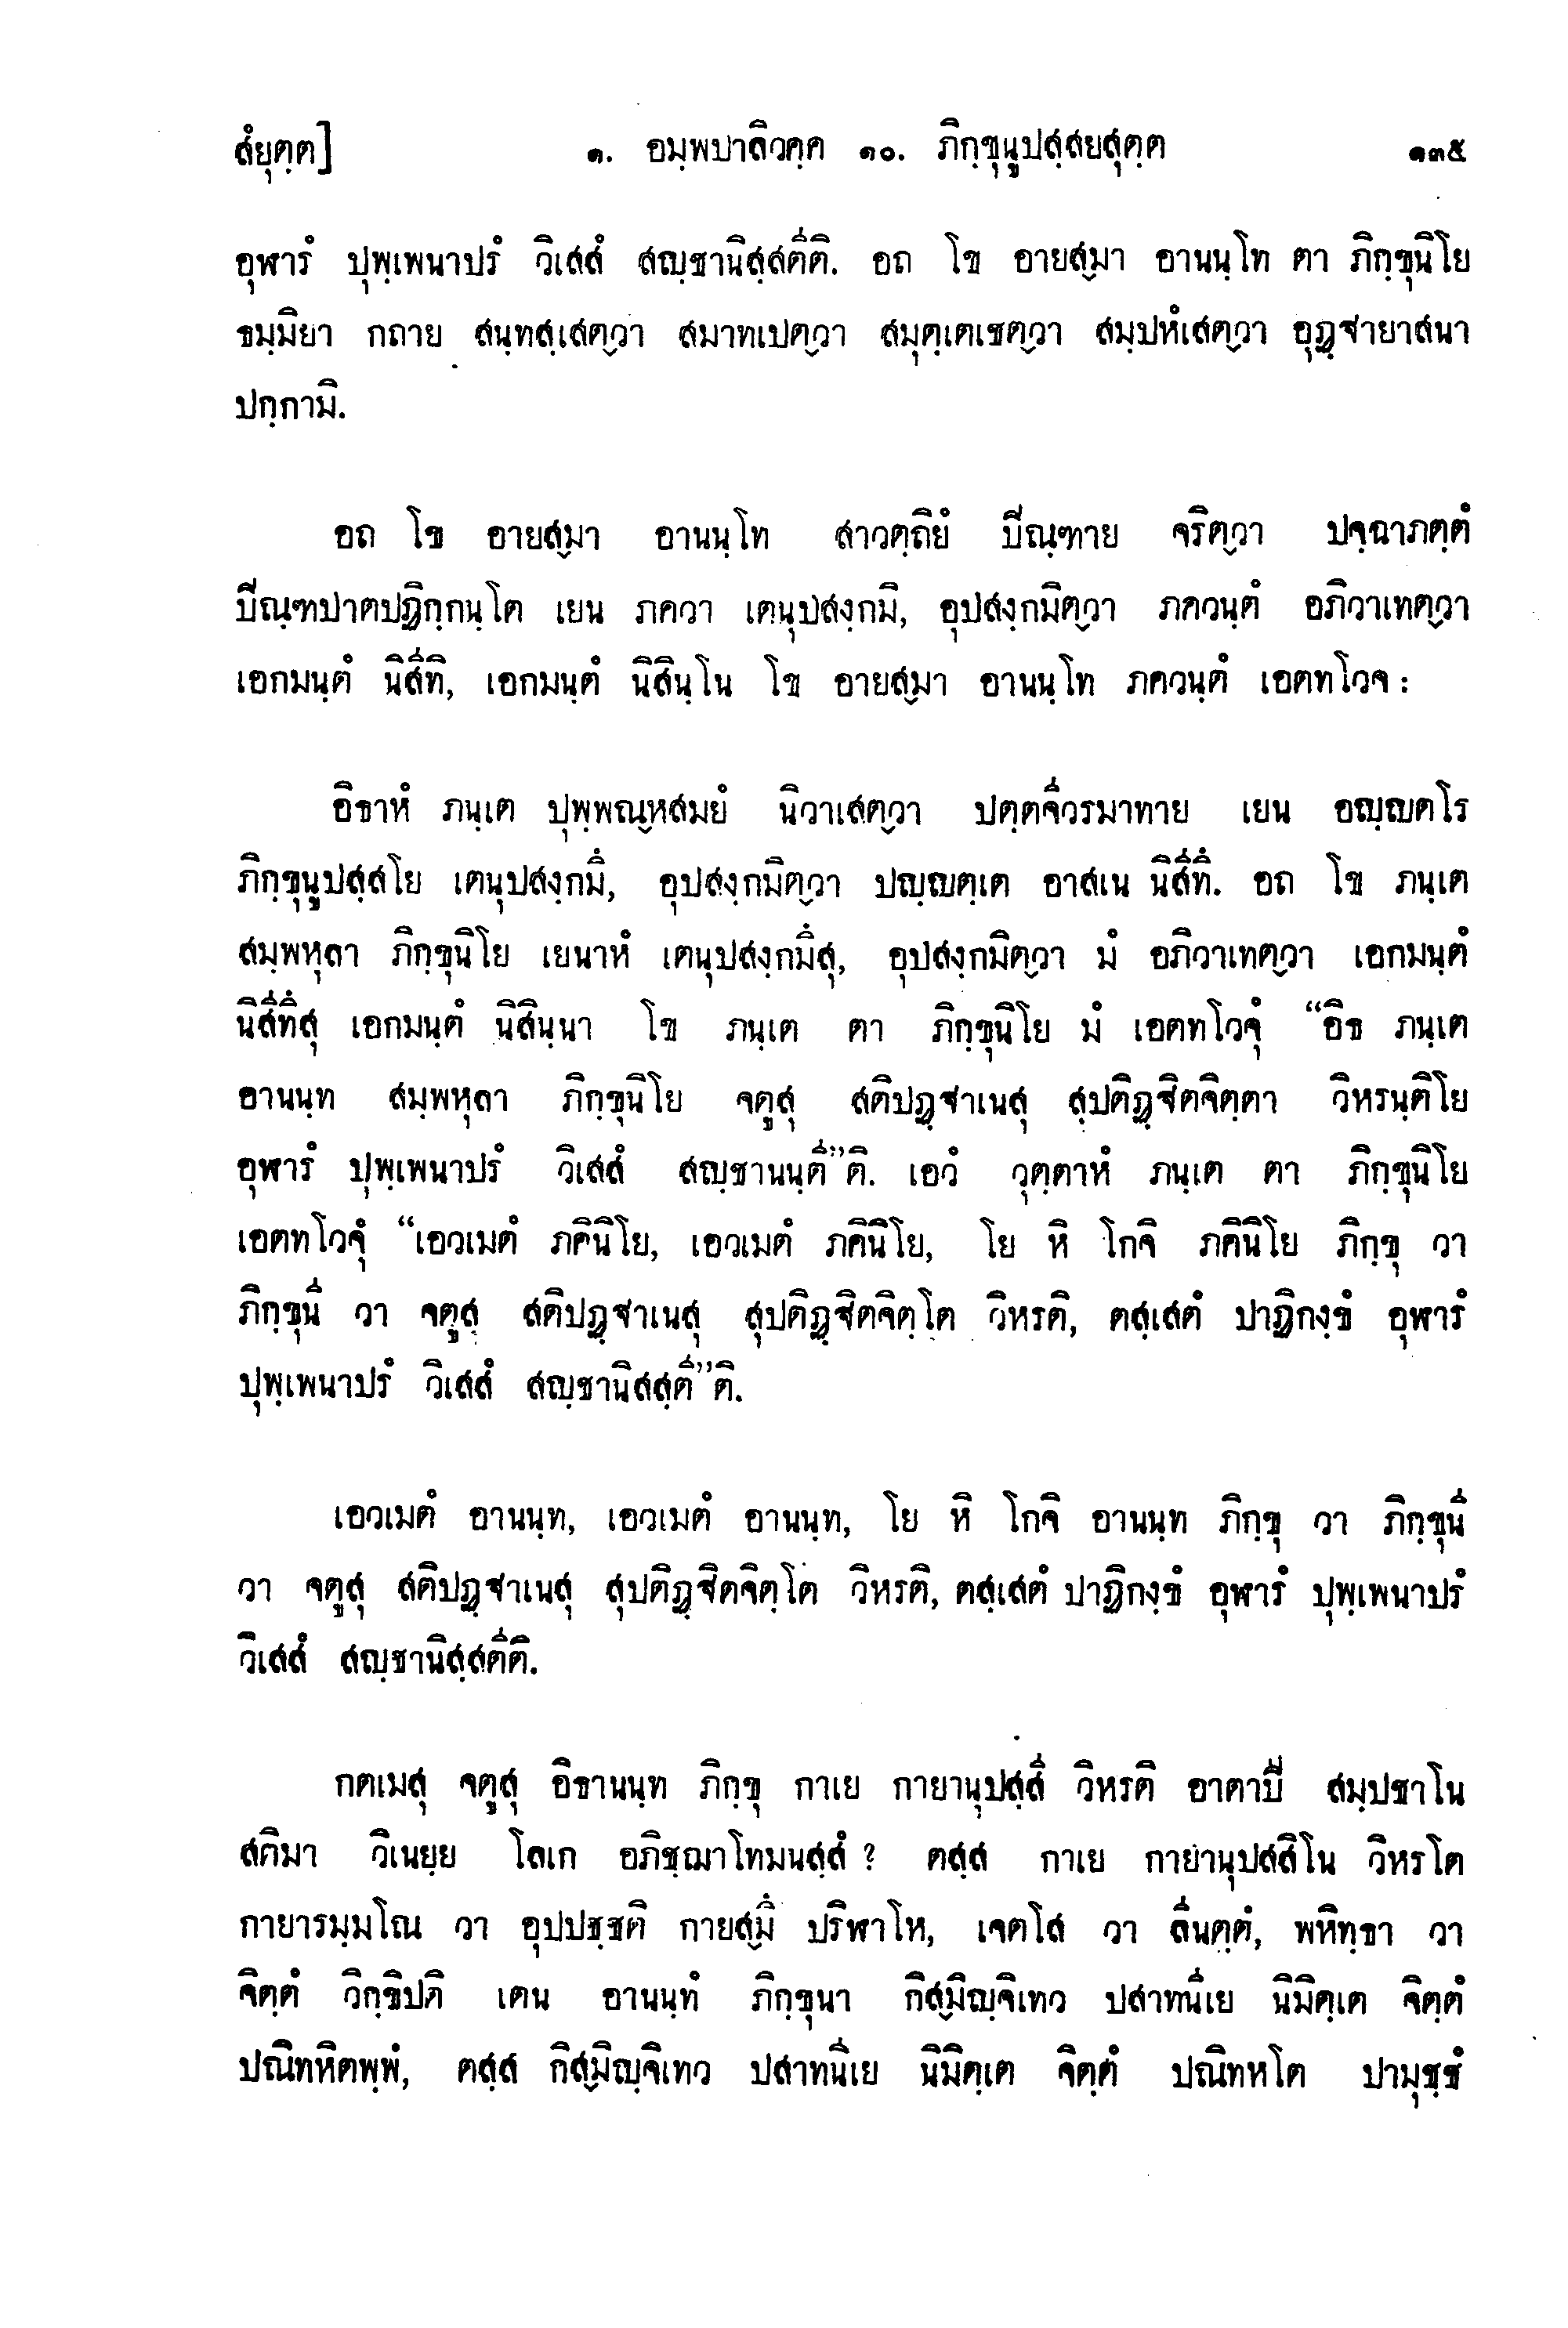 สํยุตฺต]	๑. อมฺพปาลิวคฺค ๑๐. ภิกฺขุนูปสฺสยสุตฺต	๑๓๕
อุฬารํ ปุพฺเพนาปรํ วิเสสํ สญฺชานิสฺสตีติ. อถ โข อายสฺมา อานนฺโท ตา ภิกฺขุนิโย
ธมฺมิยา กถาย สนฺทสฺเสตฺวา สมาทเปตฺวา สมุตฺเตเชตฺวา สมฺปหํเสตฺวา อุฏฺฐายาสนา
ปกฺกามิ.
อถ โข อายสฺมา อานนฺโท สาวตฺถิยํ ปิณฺฑาย จริตฺวา ปจฺฉาภตฺตํ
ปิณฺฑปาตปฏิกฺกนฺโต เยน ภควา เตนุปสงฺกมิ, อุปสงฺกมิตฺวา ภควนฺตํ อภิวาเทตฺวา
เอกมนฺตํ นิสีทิ, เอกมนฺตํ นิสินฺโน โข อายสฺมา อานนฺโท ภควนฺตํ เอตทโวจ :
อิธาหํ ภนฺเต ปุพฺพณฺหสมยํ นิวาเสตฺวา ปตฺตจีวรมาทาย เยน อญฺญตโร
ภิกฺขุนูปสฺสโย เตนุปสงฺกมึ, อุปสงฺกมิตฺวา ปญฺญตฺเต อาสเน นิสีทึ. อถ โข ภนฺเต
สมฺพหุลา ภิกฺขุนิโย เยนาหํ เตนุปสงฺกมึสุ, อุปสงฺกมิตฺวา มํ อภิวาเทตฺวา เอกมนฺตํ
นิสีทึสุ เอกมนฺตํ นิสินฺนา โข ภนฺเต ตา ภิกฺขุนิโย มํ เอตทโวจุํ “อิธ ภนฺเต
อานนฺท สมฺพหุลา ภิกฺขุนิโย จตูสุ สติปฏฺฐาเนสุ สุปติฏฺฐิตจิตฺตา วิหรนฺติโย
อุฬารํ ปุพฺเพนาปรํ วิเสสํ สญฺชานนฺตี”ติ. เอวํ วุตฺตาหํ ภนฺเต ตา ภิกฺขุนิโย
เอตทโวจุํ “เอวเมตํ ภคินิโย, เอวเมตํ ภคินิโย, โย หิ โกจิ ภคินิโย ภิกฺขุ วา
ภิกฺขุนี วา จตูสุ สติปฏฺฐาเนสุ สุปติฏฺฐิตจิตฺโต วิหรติ, ตสฺเสตํ ปาฏิกงฺขํ อุฬารํ
ปุพฺเพนาปรํ วิเสสํ สญฺชานิสสฺตี”ติ.
เอวเมตํ อานนฺท, เอวเมตํ อานนฺท, โย หิ โกจิ อานนฺท ภิกฺขุ วา ภิกฺขุนี
วา จตูสุ สติปฏฺฐาเนสุ สุปติฏฺฐิตจิตฺโต วิหรติ, ตสฺเสตํ ปาฏิกงฺขํ อุฬารํ ปุพฺเพนาปรํ
วิเสสํ สญฺชานิสฺสตีติ.
กตเมสุ จตูสุ อิธานนฺท ภิกฺขุ กาเย กายานุปสฺสี วิหรติ อาตาปี สมฺปชาโน
สติมา วิเนยฺย โลเก อภิชฺฌาโทมนสฺสํ ? ตสฺส กาเย กายานุปสฺสิโน วิหรโต
กายารมฺมโณ วา อุปฺปชฺชติ กายสฺมึ ปริฬาโห, เจตโส วา ลีนตฺตํ, พหิทฺธา วา
จิตฺตํ วิกฺขิปติ เตน อานนฺทํ ภิกฺขุนา กิสฺมิญฺจิเทว ปสาทนีเย นิมิตฺเต จิตฺตํ
ปณิทหิตพฺพํ, ตสฺส กิสฺมิญฺจิเทว ปสาทนีเย นิมิตฺเต จิตฺตํ ปณิทหโต ปามุชฺชํ